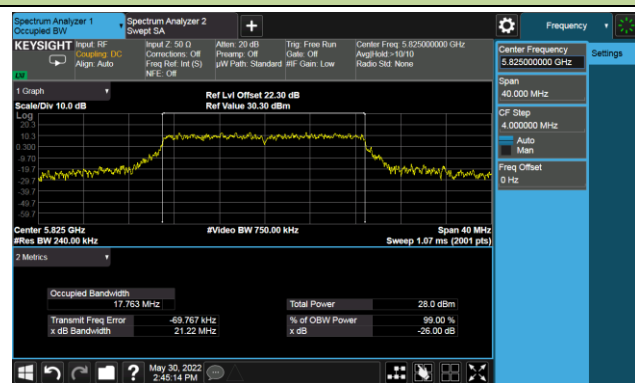 Spectrum Analyzer 1
Occupied BW
Spectrum Analyzer 2
Swept SA
Frequency
KEYSIGHT
Input: RF
Coupling: DC
Align: Auto
Input Z: 50 Ω
Corrections: Off
Freq Ref: Int (S)
NFE: Off
Atten: 20 dB
Preamp: Off
µW Path: Standard
Trig: Free Run
Gate: Off
#IF Gain: Low
Center Freq: 5.825000000 GHz
Avg|Hold:>10/10
Radio Std: None
LV
Center Frequency
5.825000000 GHz
Settings
Span
40.000 MHz
CF Step
4.000000 MHz
Auto
Man
Freq Offset
0 Hz
1 Graph
Scale/Div 10.0 dB
Ref Lvl Offset 22.30 dB
Ref Value 30.30 dBm
Log
20.3
10.3
0.300
-9.70
-19.7
-29.7
-39.7
-49.7
-59.7
Center 5.825 GHz
#Res BW 240.00 kHz
#Video BW 750.00 kHz
Span 40 MHz
Sweep 1.07 ms (2001 pts)
2 Metrics
Occupied Bandwidth
17.763 MHz
Total Power 28.0 dBm
Transmit Freq Error -69.767 kHz
% of OBW Power 99.00 %
x dB Bandwidth 21.22 MHz
x dB -26.00 dB
?
May 30, 2022
2:45:14 PM